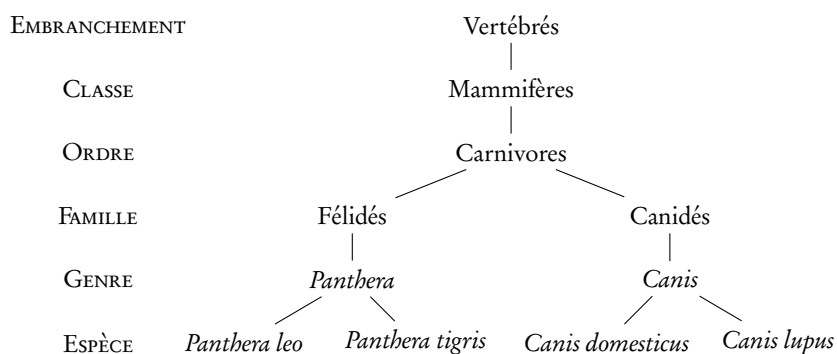 EMBRANCHEMENT Vertébrés
CLASSE Mammifères
ORDRE Carnivores
FAMILLE Félidés Canidés
GENRE Panthera Canis
ESPÈCE Panthera leo Panthera tigris Canis domesticus Canis lupus